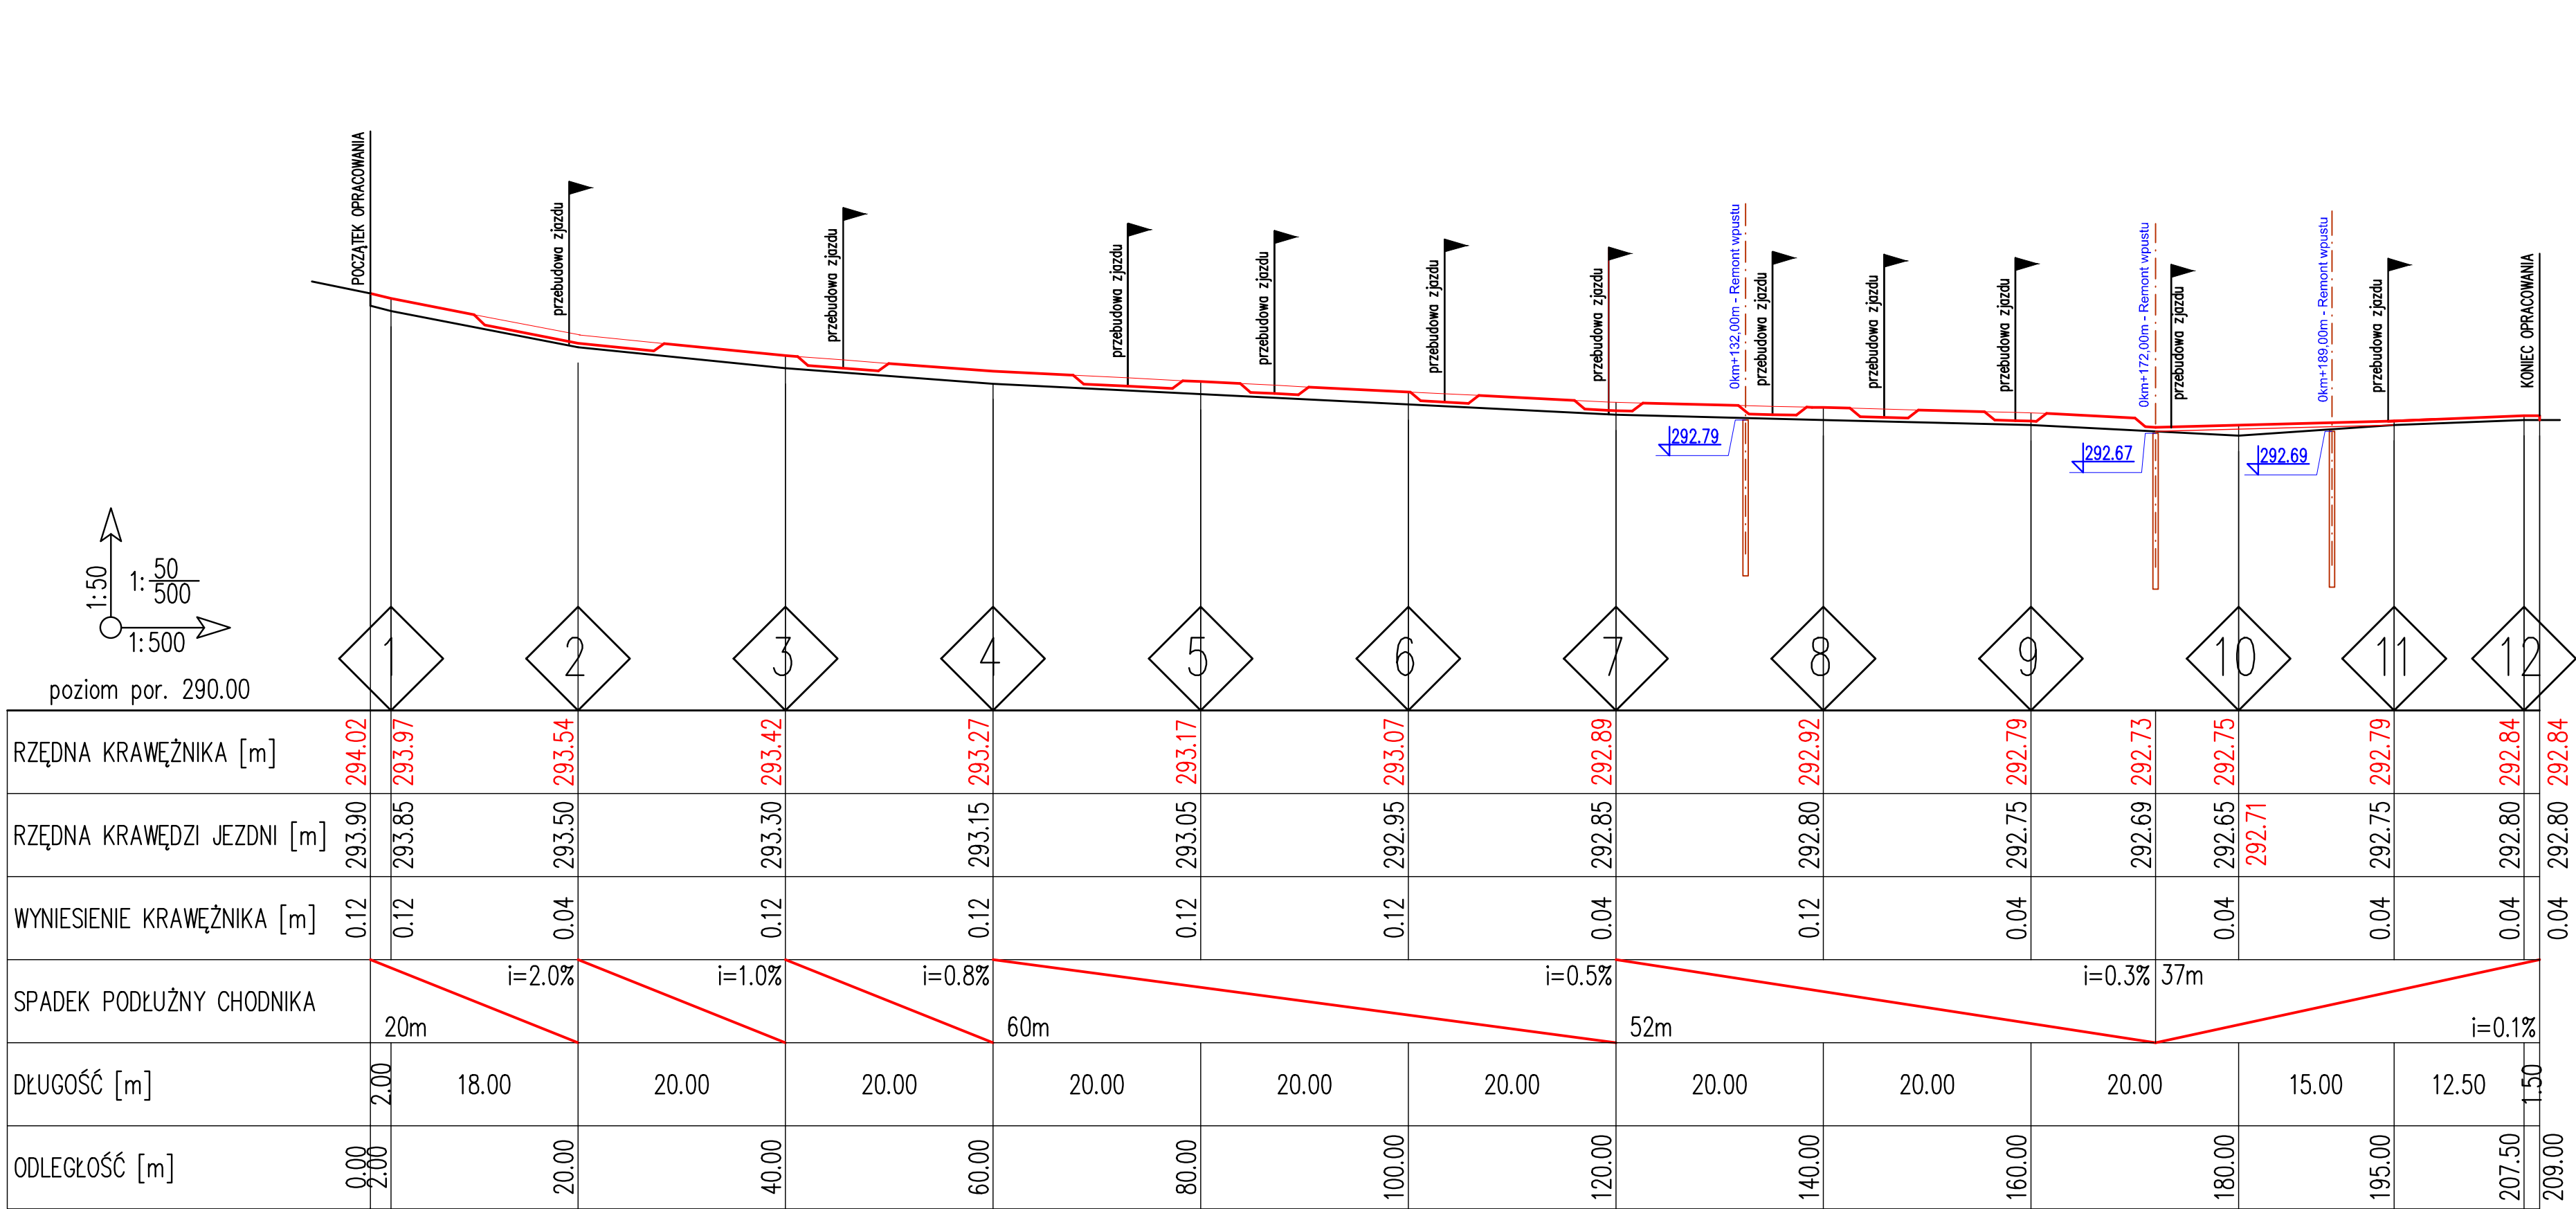 POCZĄTEK OPRACOWANIA
przebudowa zjazdu
przebudowa zjazdu
przebudowa zjazdu
przebudowa zjazdu
przebudowa zjazdu
przebudowa zjazdu
0km+132,00m - Remont wpustu
przebudowa zjazdu
przebudowa zjazdu
przebudowa zjazdu
0km+172,00m - Remont wpustu
przebudowa zjazdu
0km+189,00m - Remont wpustu
przebudowa zjazdu
KONIEC OPRACOWANIA
292.79
292.67
292.69
1:50
1: 50
500
1:500
poziom por. 290.00
1 2 3 4 5 6 7 8 9 10 11 12
RZĘDNA KRAWĘŻNIKA [m] 294.02 293.97 293.54 293.42 293.27 293.17 293.07 292.89 292.92 292.79 292.73 292.75 292.79 292.84 292.84
RZĘDNA KRAWĘDZI JEZDNI [m] 293.90 293.85 293.50 293.30 293.15 293.05 292.95 292.85 292.80 292.75 292.69 292.65 292.71 292.75 292.80 292.80
WYNIESIENIE KRAWĘŻNIKA [m] 0.12 0.12 0.04 0.12 0.12 0.12 0.12 0.04 0.12 0.04 0.04 0.04 0.04 0.04
SPADEK PODŁUŻNY CHODNIKA 20m i=2.0% i=1.0% i=0.8% 60m i=0.5% 52m i=0.3% 37m i=0.1%
DŁUGOŚĆ [m] 2.00 18.00 20.00 20.00 20.00 20.00 20.00 20.00 20.00 20.00 15.00 12.50 1.50
ODLEGŁOŚĆ [m] 0.00 2.00 20.00 40.00 60.00 80.00 100.00 120.00 140.00 160.00 180.00 195.00 207.50 209.00